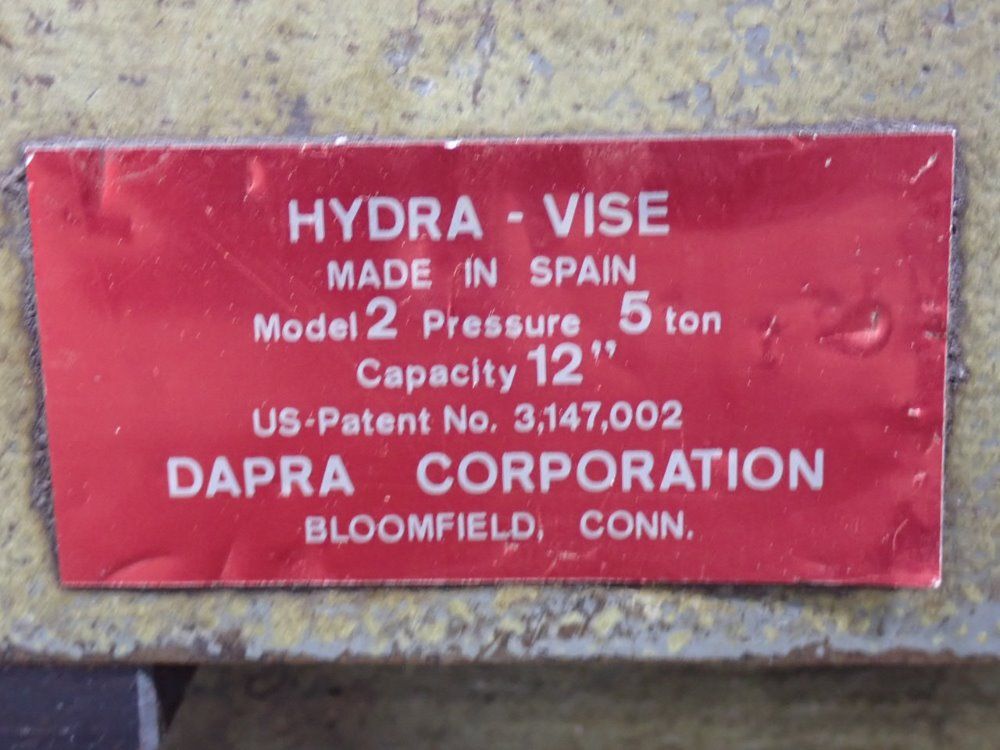 HYDRA - VISE
MADE IN SPAIN
Model 2 Pressure 5 ton
Capacity 12"
US-Patent No. 3,147,002
DAPRA CORPORATION
BLOOMFIELD, CONN.